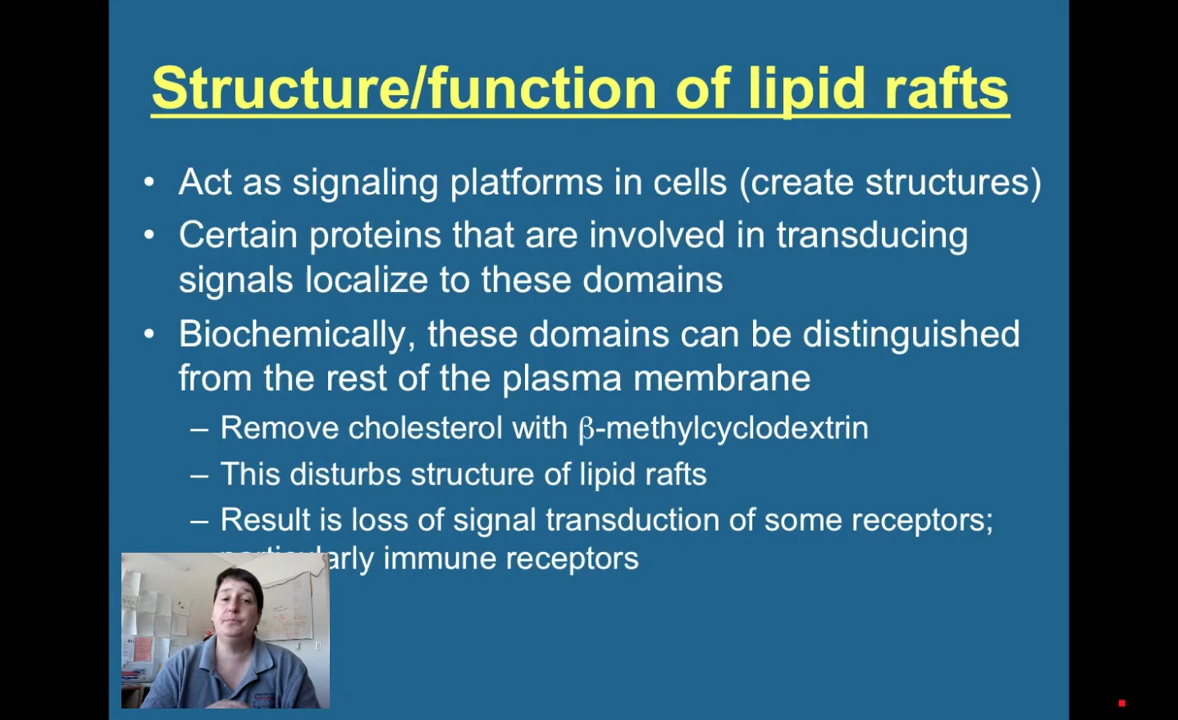 Structure/function of lipid rafts
• Act as signaling platforms in cells (create structures)
• Certain proteins that are involved in transducing
signals localize to these domains
• Biochemically, these domains can be distinguished
from the rest of the plasma membrane
– Remove cholesterol with β-methylcyclodextrin
– This disturbs structure of lipid rafts
– Result is loss of signal transduction of some receptors;
particularly immune receptors